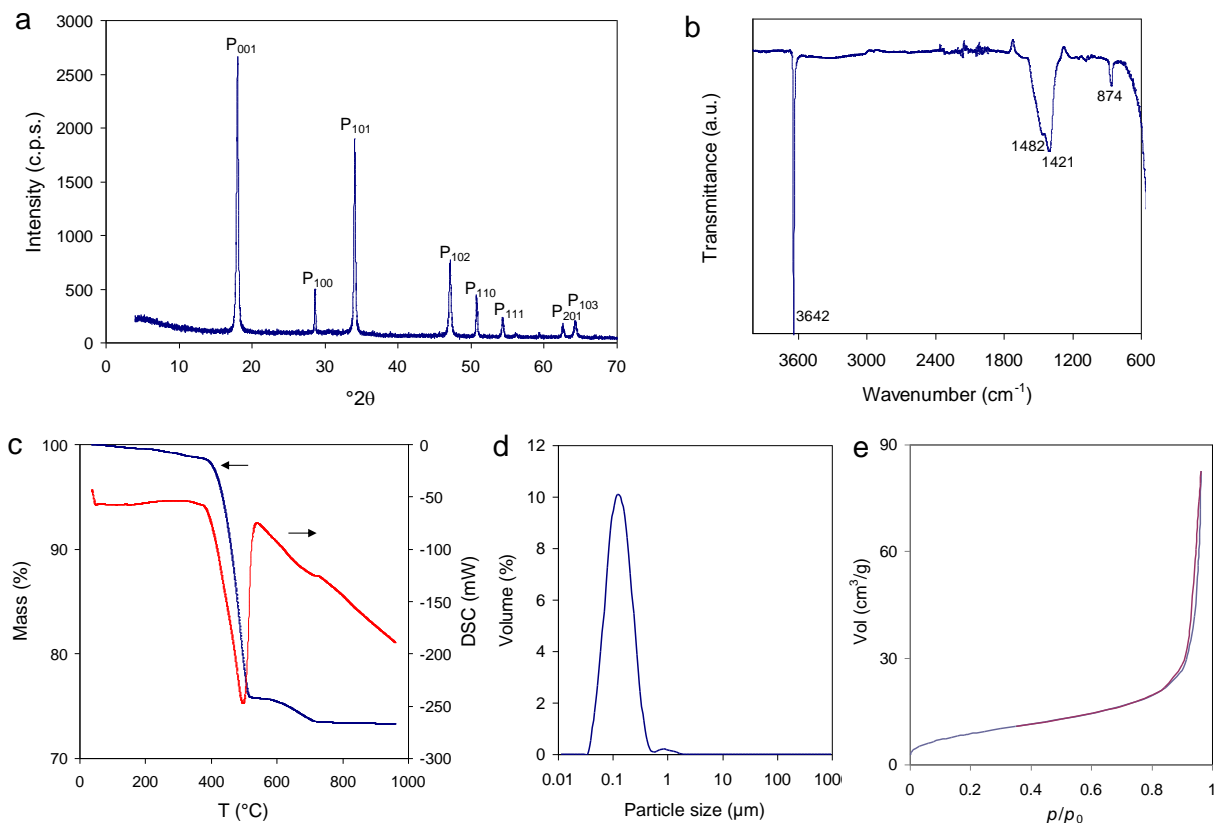 a
3000
2500
2000
1500
1000
500
0
Intensity (c.p.s.)
P001
P100
P101
P102
P110
P111
P201
P103
0 10 20 30 40 50 60 70
°2θ
b
Transmittance (a.u.)
3642
1482
1421
874
3600 3000 2400 1800 1200 600
Wavenumber (cm-1)
c
100
90
80
70
Mass (%)
0
-50
-100
-150
-200
-250
-300
DSC (mW)
0 200 400 600 800 1000
T (°C)
d
12
10
8
6
4
2
0
Volume (%)
0.01 0.1 1 10 100 100
Particle size (µm)
e
90
60
30
0
Vol (cm3/g)
0 0.2 0.4 0.6 0.8 1
p/p0